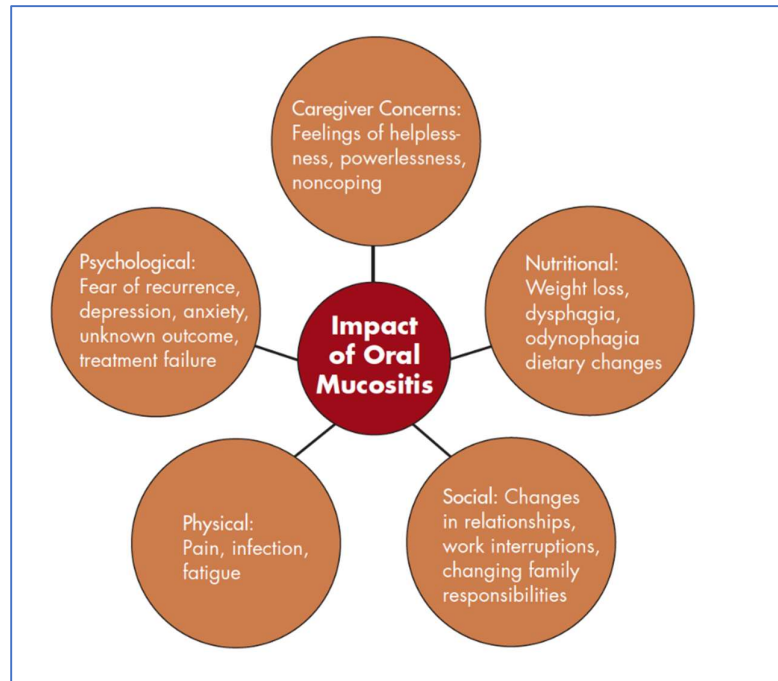 Caregiver Concerns:
Feelings of helpless-
ness, powerlessness,
noncoping
Psychological:
Fear of recurrence,
depression, anxiety,
unknown outcome,
treatment failure
Nutritional:
Weight loss,
dysphagia,
odynophagia
dietary changes
Impact
of Oral
Mucositis
Physical:
Pain, infection,
fatigue
Social: Changes
in relationships,
work interruptions,
changing family
responsibilities